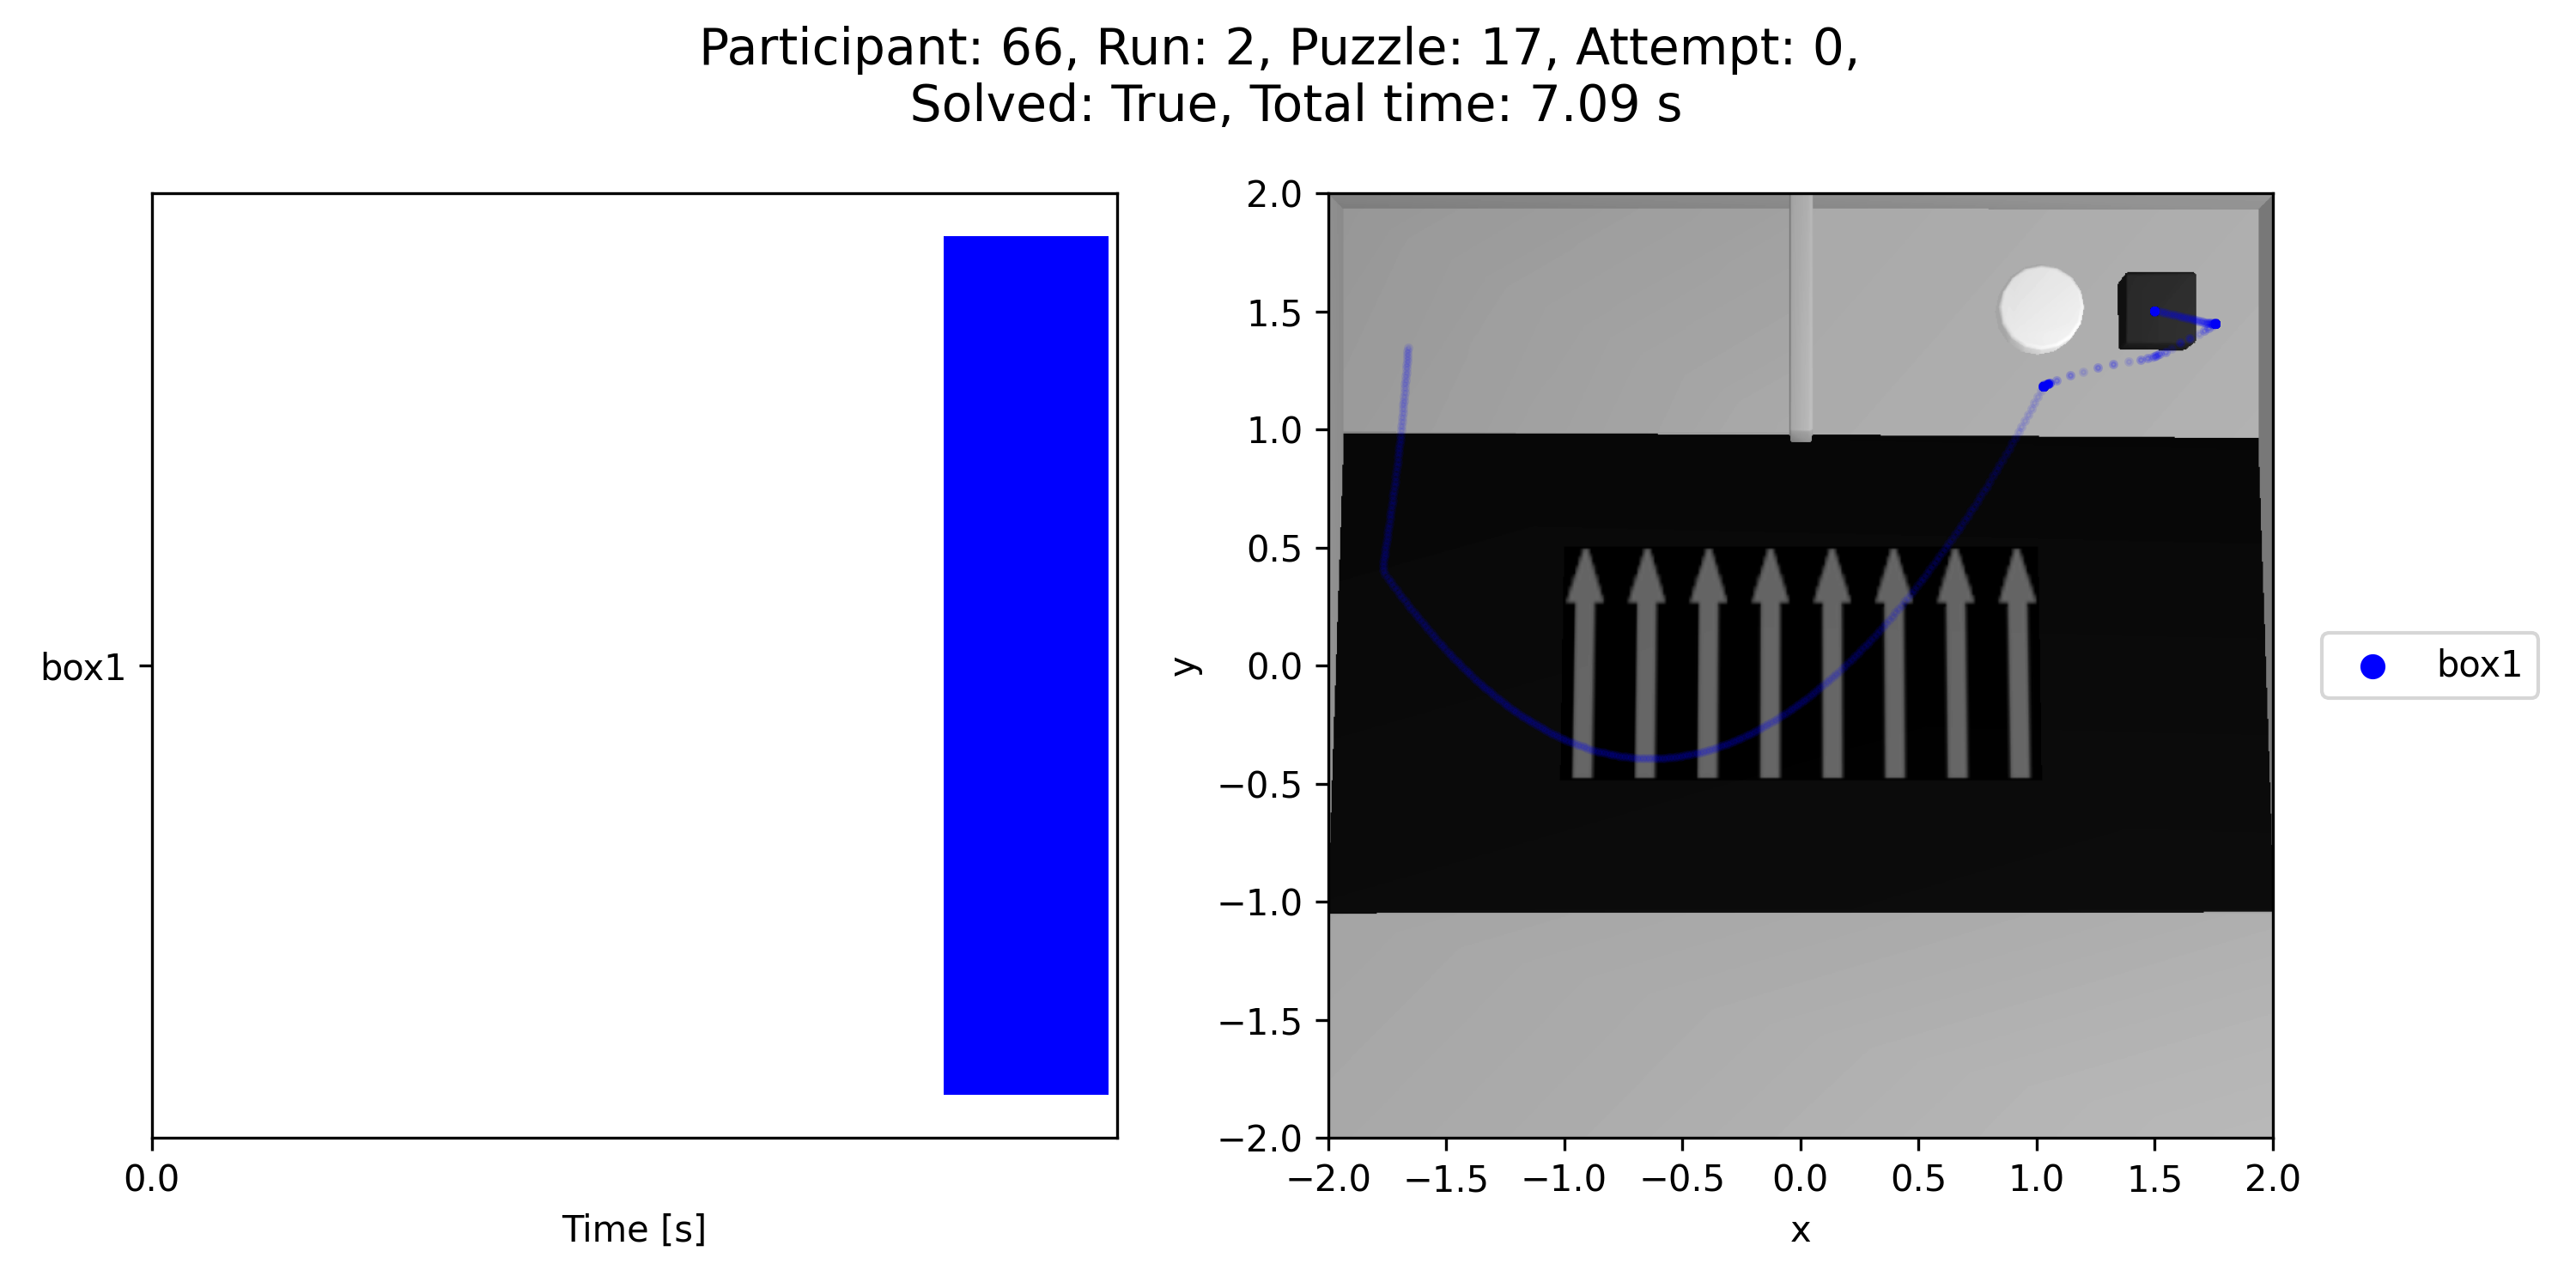 Participant: 66, Run: 2, Puzzle: 17, Attempt: 0,
Solved: True, Total time: 7.09 s
box1
0.0
Time [s]
2.0
1.5
1.0
0.5
0.0
−0.5
−1.0
−1.5
−2.0
y
−2.0 −1.5 −1.0 −0.5 0.0 0.5 1.0 1.5 2.0
x
box1